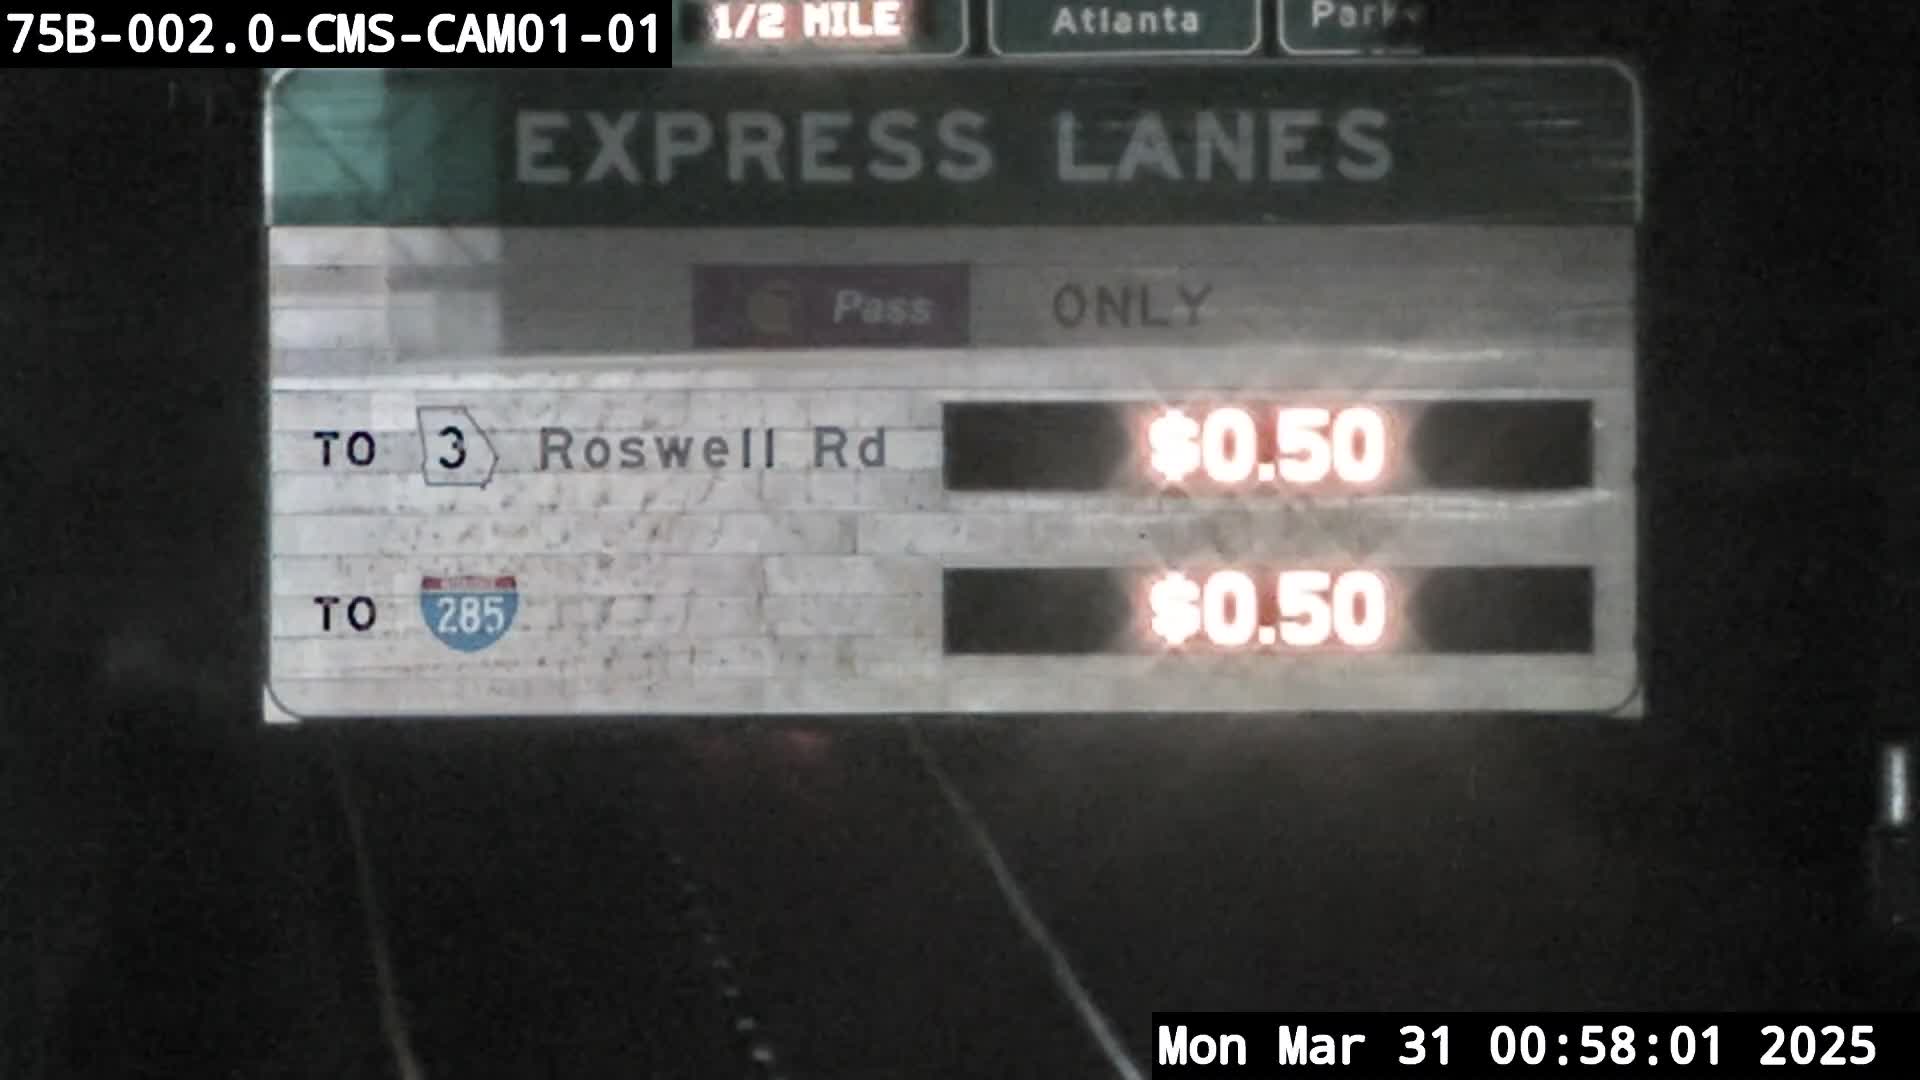 75B-002.0-CMS-CAM01-01
1/2 MILE
Atlanta
EXPRESS LANES
Pass ONLY
TO 3 Roswell Rd $0.50
TO 285 $0.50
Mon Mar 31 00:58:01 2025